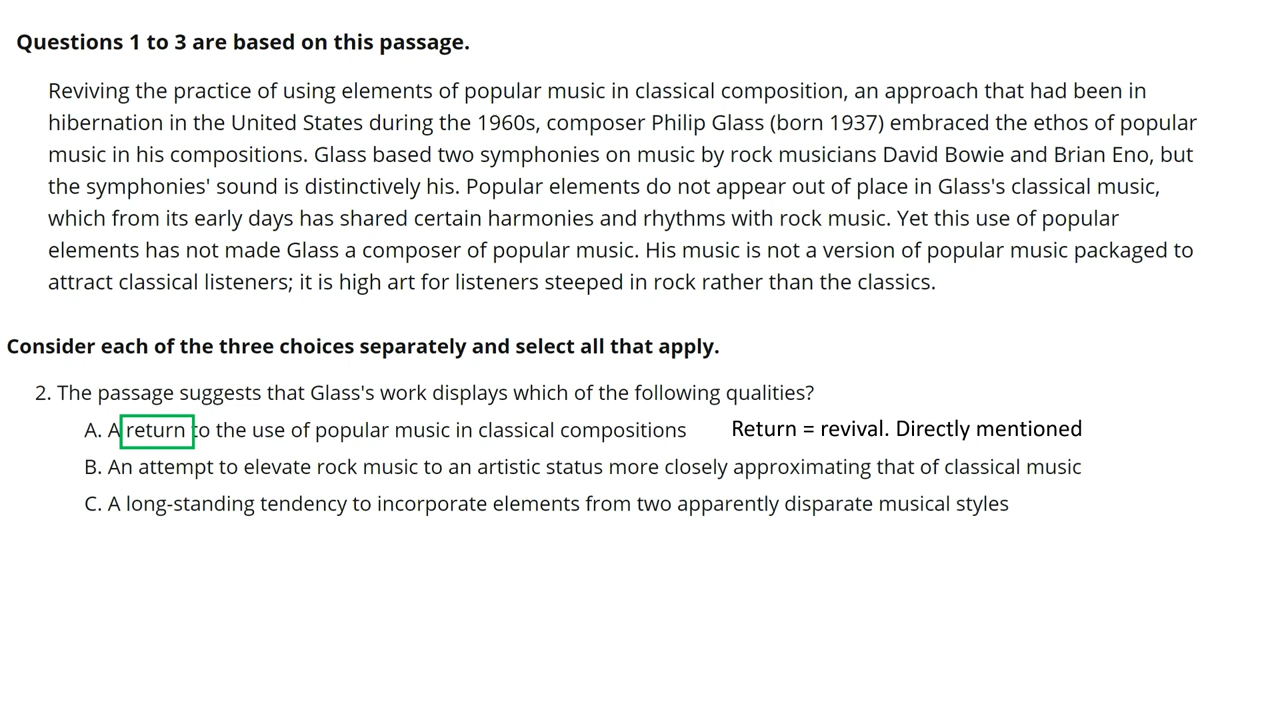 Questions 1 to 3 are based on this passage.
Reviving the practice of using elements of popular music in classical composition, an approach that had been in
hibernation in the United States during the 1960s, composer Philip Glass (born 1937) embraced the ethos of popular
music in his compositions. Glass based two symphonies on music by rock musicians David Bowie and Brian Eno, but
the symphonies' sound is distinctively his. Popular elements do not appear out of place in Glass's classical music,
which from its early days has shared certain harmonies and rhythms with rock music. Yet this use of popular
elements has not made Glass a composer of popular music. His music is not a version of popular music packaged to
attract classical listeners; it is high art for listeners steeped in rock rather than the classics.
Consider each of the three choices separately and select all that apply.
2. The passage suggests that Glass's work displays which of the following qualities?
A. A return to the use of popular music in classical compositions Return = revival. Directly mentioned
B. An attempt to elevate rock music to an artistic status more closely approximating that of classical music
C. A long-standing tendency to incorporate elements from two apparently disparate musical styles